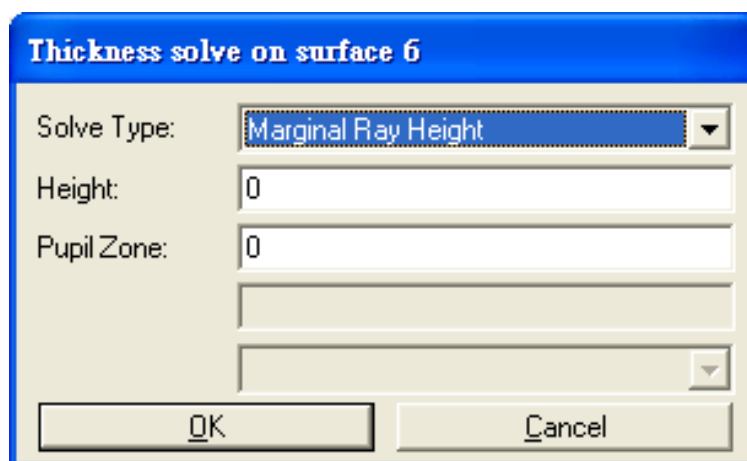 Thickness solve on surface 6
Solve Type: Marginal Ray Height
Height: 0
Pupil Zone: 0
OK Cancel